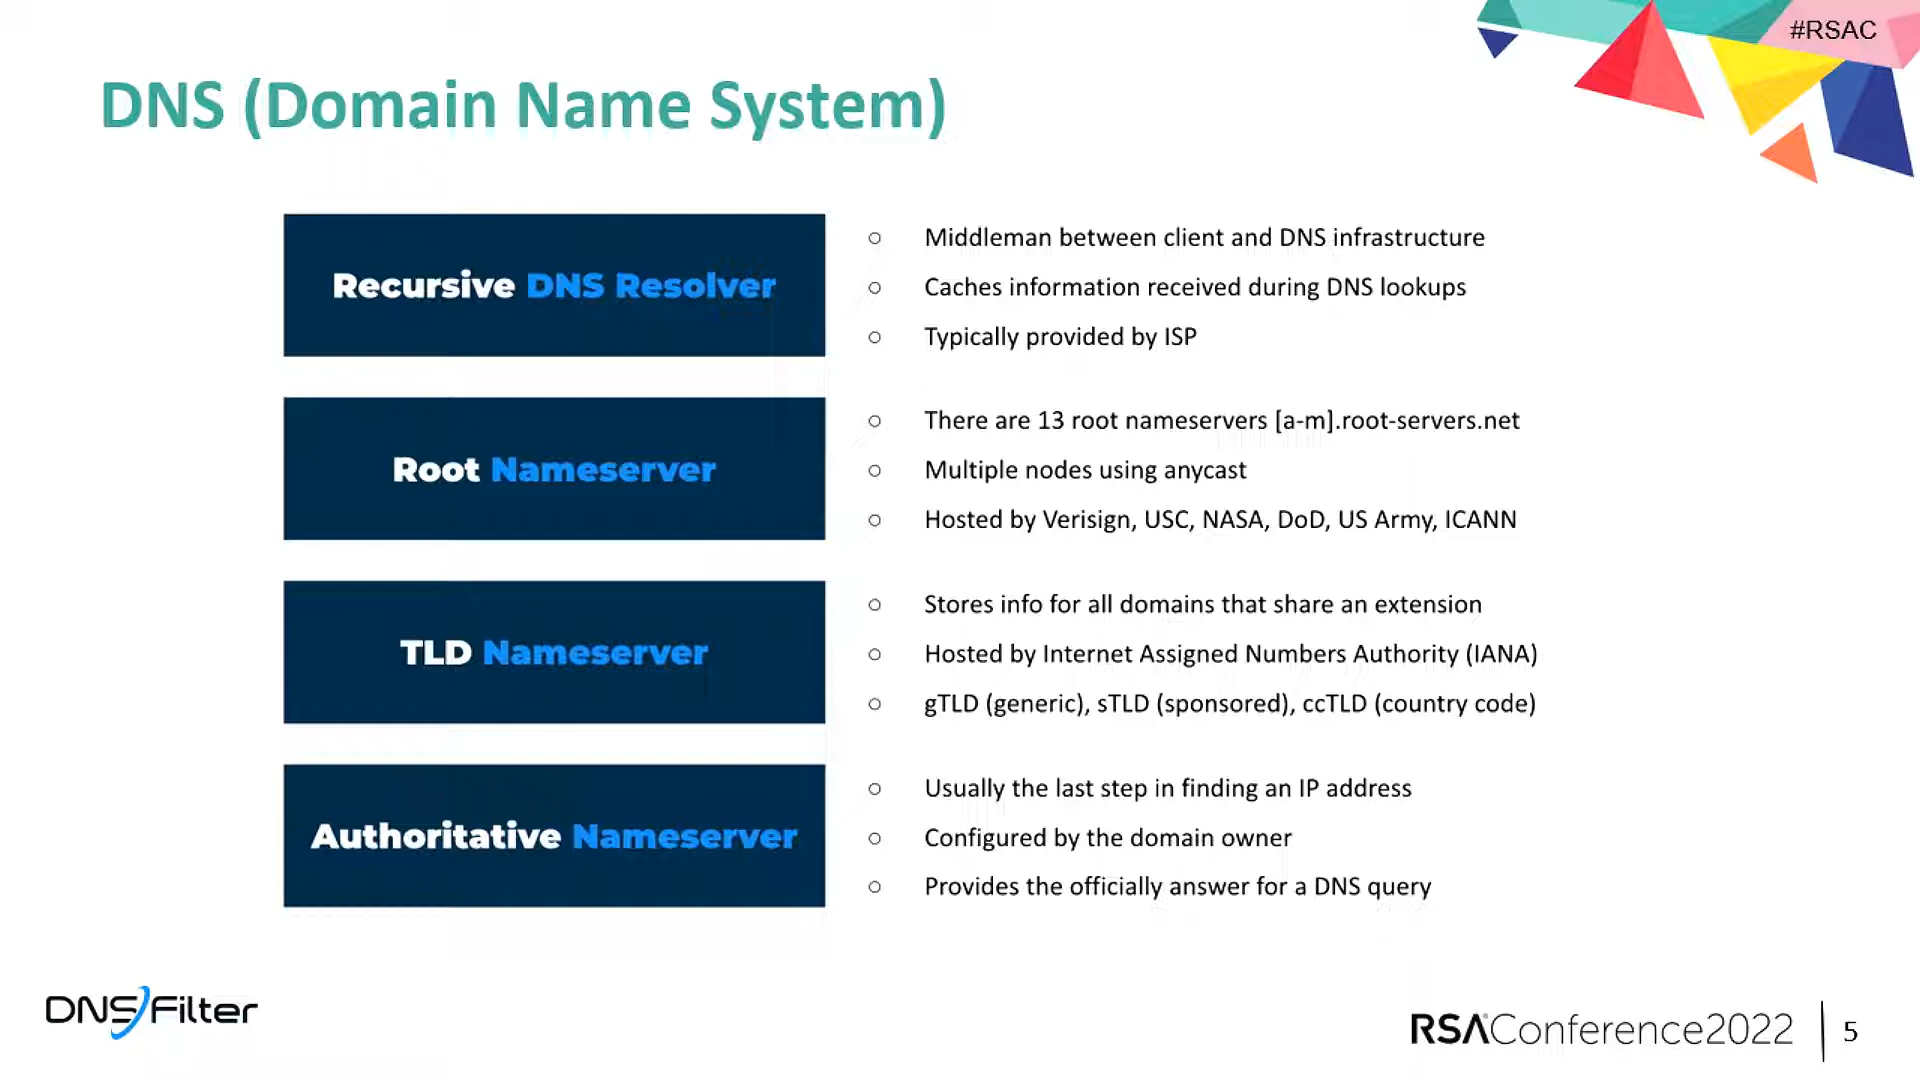 #RSAC
DNS (Domain Name System)
Recursive DNS Resolver
○ Middleman between client and DNS infrastructure
○ Caches information received during DNS lookups
○ Typically provided by ISP
Root Nameserver
○ There are 13 root nameservers [a-m].root-servers.net
○ Multiple nodes using anycast
○ Hosted by Verisign, USC, NASA, DoD, US Army, ICANN
TLD Nameserver
○ Stores info for all domains that share an extension
○ Hosted by Internet Assigned Numbers Authority (IANA)
○ gTLD (generic), sTLD (sponsored), ccTLD (country code)
Authoritative Nameserver
○ Usually the last step in finding an IP address
○ Configured by the domain owner
○ Provides the officially answer for a DNS query
DNSFilter
RSAConference2022
5